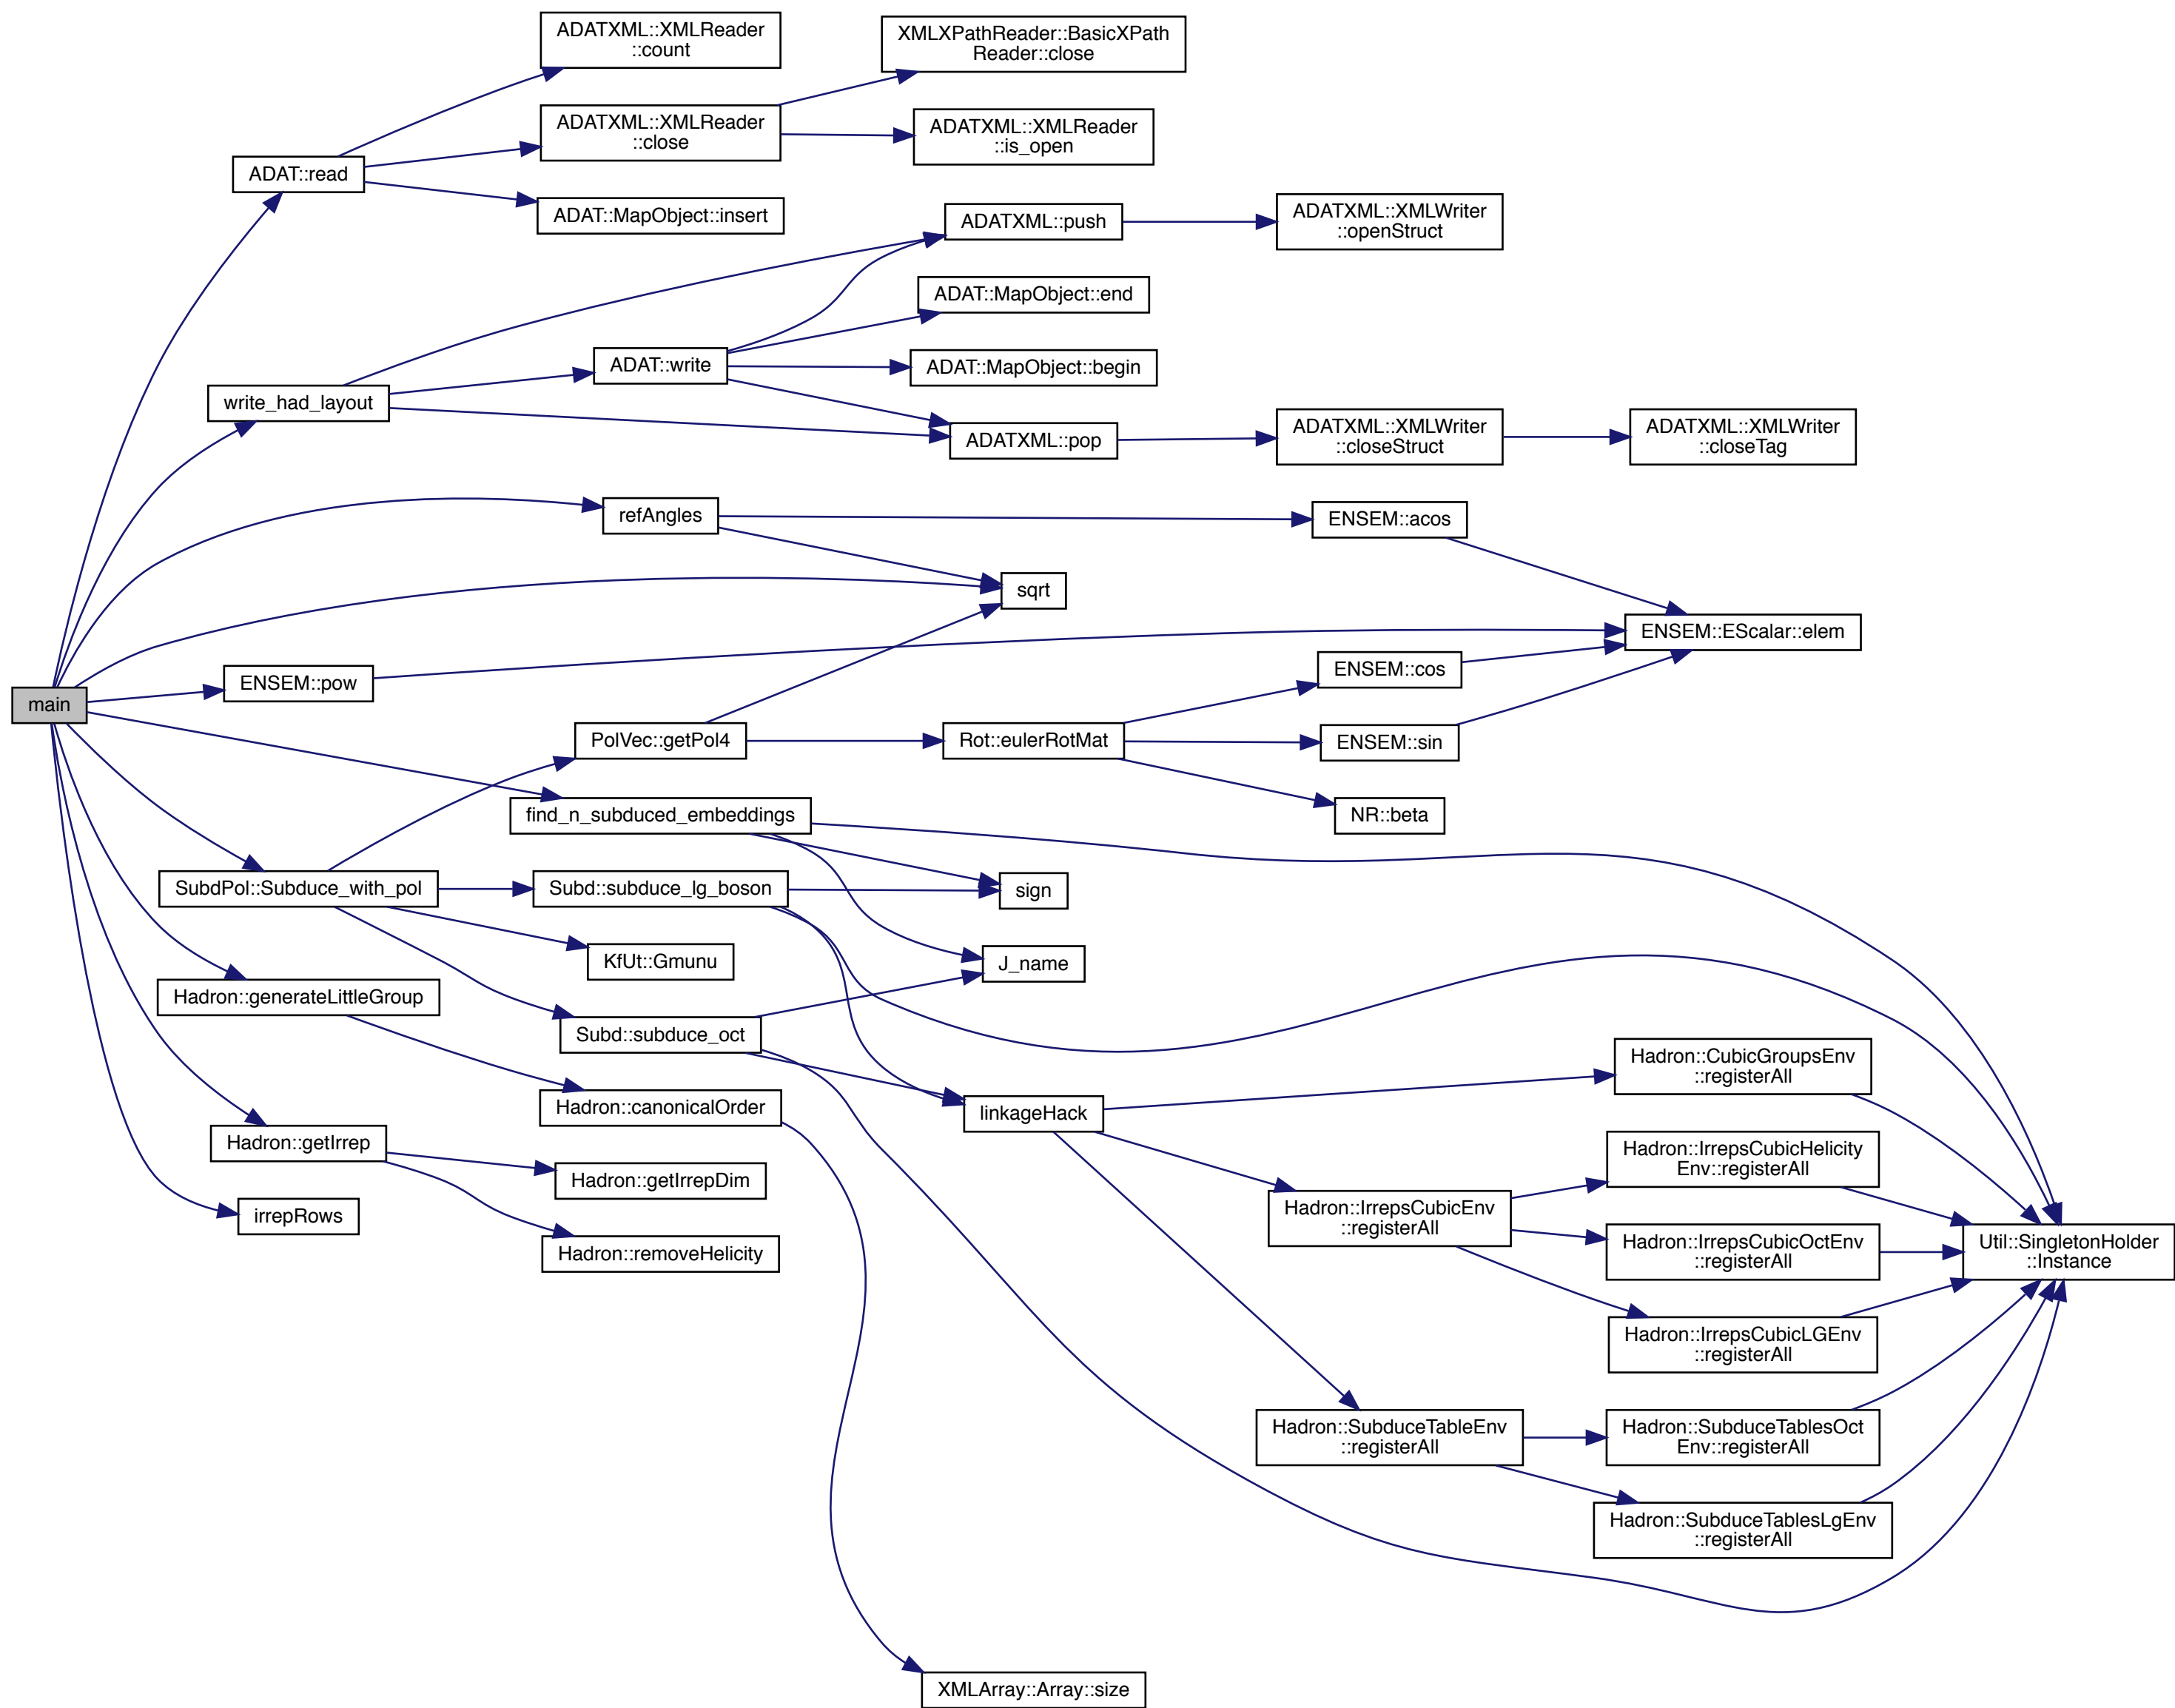 ADATXML::XMLReader
::count
XMLXPathReader::BasicXPath
Reader::close
ADATXML::XMLReader
::close
ADATXML::XMLReader
::is_open
ADAT::read
ADAT::MapObject::insert
ADATXML::push
ADATXML::XMLWriter
::openStruct
ADAT::MapObject::end
ADAT::write
ADAT::MapObject::begin
write_had_layout
ADATXML::pop
ADATXML::XMLWriter
::closeStruct
ADATXML::XMLWriter
::closeTag
refAngles
ENSEM::acos
sqrt
ENSEM::EScalar::elem
ENSEM::pow
ENSEM::cos
main
PolVec::getPol4
Rot::eulerRotMat
ENSEM::sin
find_n_subduced_embeddings
NR::beta
SubdPol::Subduce_with_pol
Subd::subduce_lg_boson
sign
KfUt::Gmunu
J_name
Hadron::generateLittleGroup
Subd::subduce_oct
Hadron::CubicGroupsEnv
::registerAll
Hadron::canonicalOrder
linkageHack
Hadron::getIrrep
Hadron::IrrepsCubicHelicity
Env::registerAll
Hadron::getIrrepDim
irrepRows
Hadron::IrrepsCubicEnv
::registerAll
Hadron::removeHelicity
Hadron::IrrepsCubicOctEnv
::registerAll
Util::SingletonHolder
::Instance
Hadron::IrrepsCubicLGEnv
::registerAll
Hadron::SubduceTableEnv
::registerAll
Hadron::SubduceTablesOct
Env::registerAll
Hadron::SubduceTablesLgEnv
::registerAll
XMLArray::Array::size